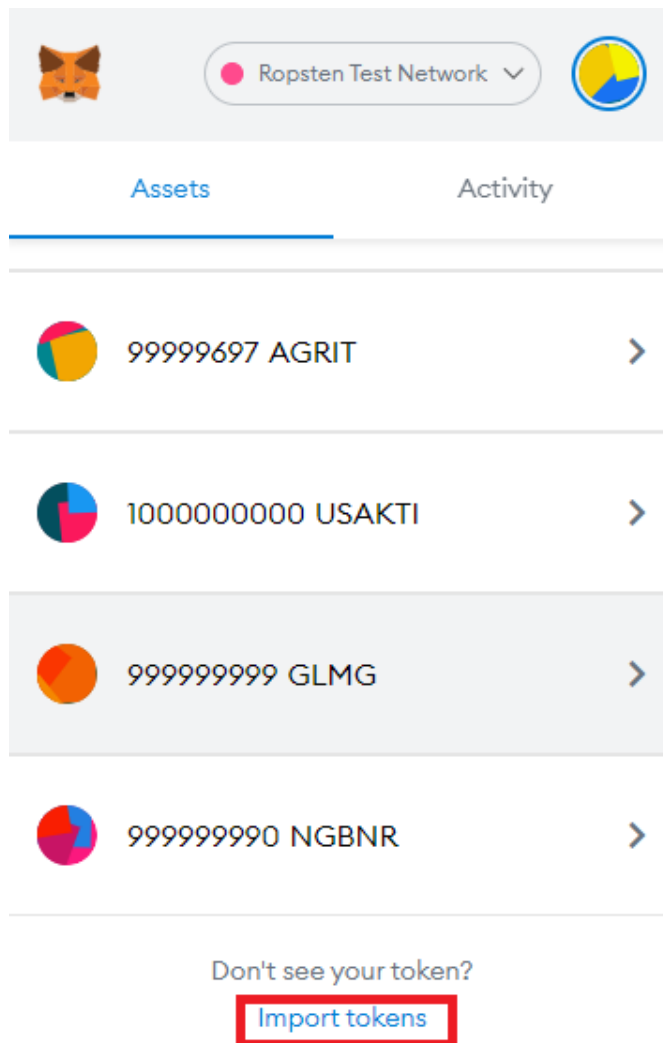 Ropsten Test Network
Assets
Activity
99999697 AGRIT
1000000000 USAKTI
999999999 GLMG
999999990 NGBNR
Don't see your token?
Import tokens